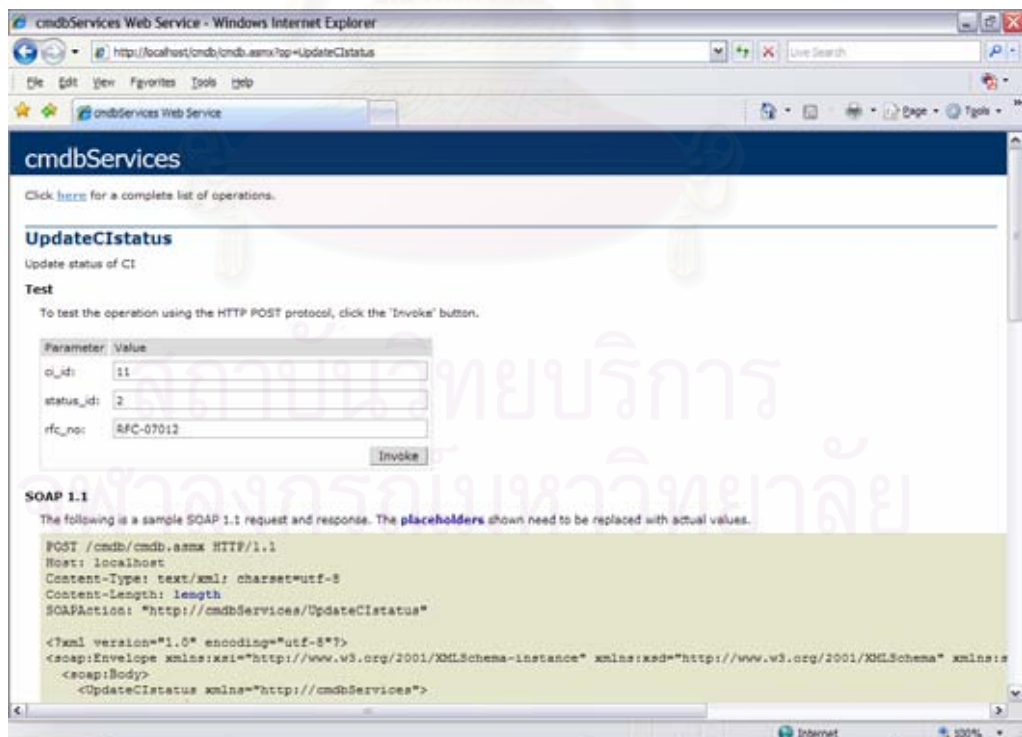 cmdbServices Web Service - Windows Internet Explorer
http://localhost/cmdb/cmdb.asmx?op=UpdateCIstatus
Live Search
File Edit View Favorites Tools Help
cmdbServices Web Service
Page Tools
cmdbServices
Click here for a complete list of operations.
UpdateCIstatus
Update status of CI
Test
To test the operation using the HTTP POST protocol, click the 'Invoke' button.
Parameter Value
ci_id: 11
status_id: 2
rfc_no: RFC-07012
Invoke
สถาบันวิทยบริการ
จุฬาลงกรณ์มหาวิทยาลัย
SOAP 1.1
The following is a sample SOAP 1.1 request and response. The placeholders shown need to be replaced with actual values.
POST /cmdb/cmdb.asmx HTTP/1.1
Host: localhost
Content-Type: text/xml; charset=utf-8
Content-Length: length
SOAPAction: "http://cmdbServices/UpdateCIstatus"
<?xml version="1.0" encoding="utf-8"?>
<soap:Envelope xmlns:xsi="http://www.w3.org/2001/XMLSchema-instance" xmlns:xsd="http://www.w3.org/2001/XMLSchema" xmlns:s
<soap:Body>
<UpdateCIstatus xmlns="http://cmdbServices">
Internet
100%